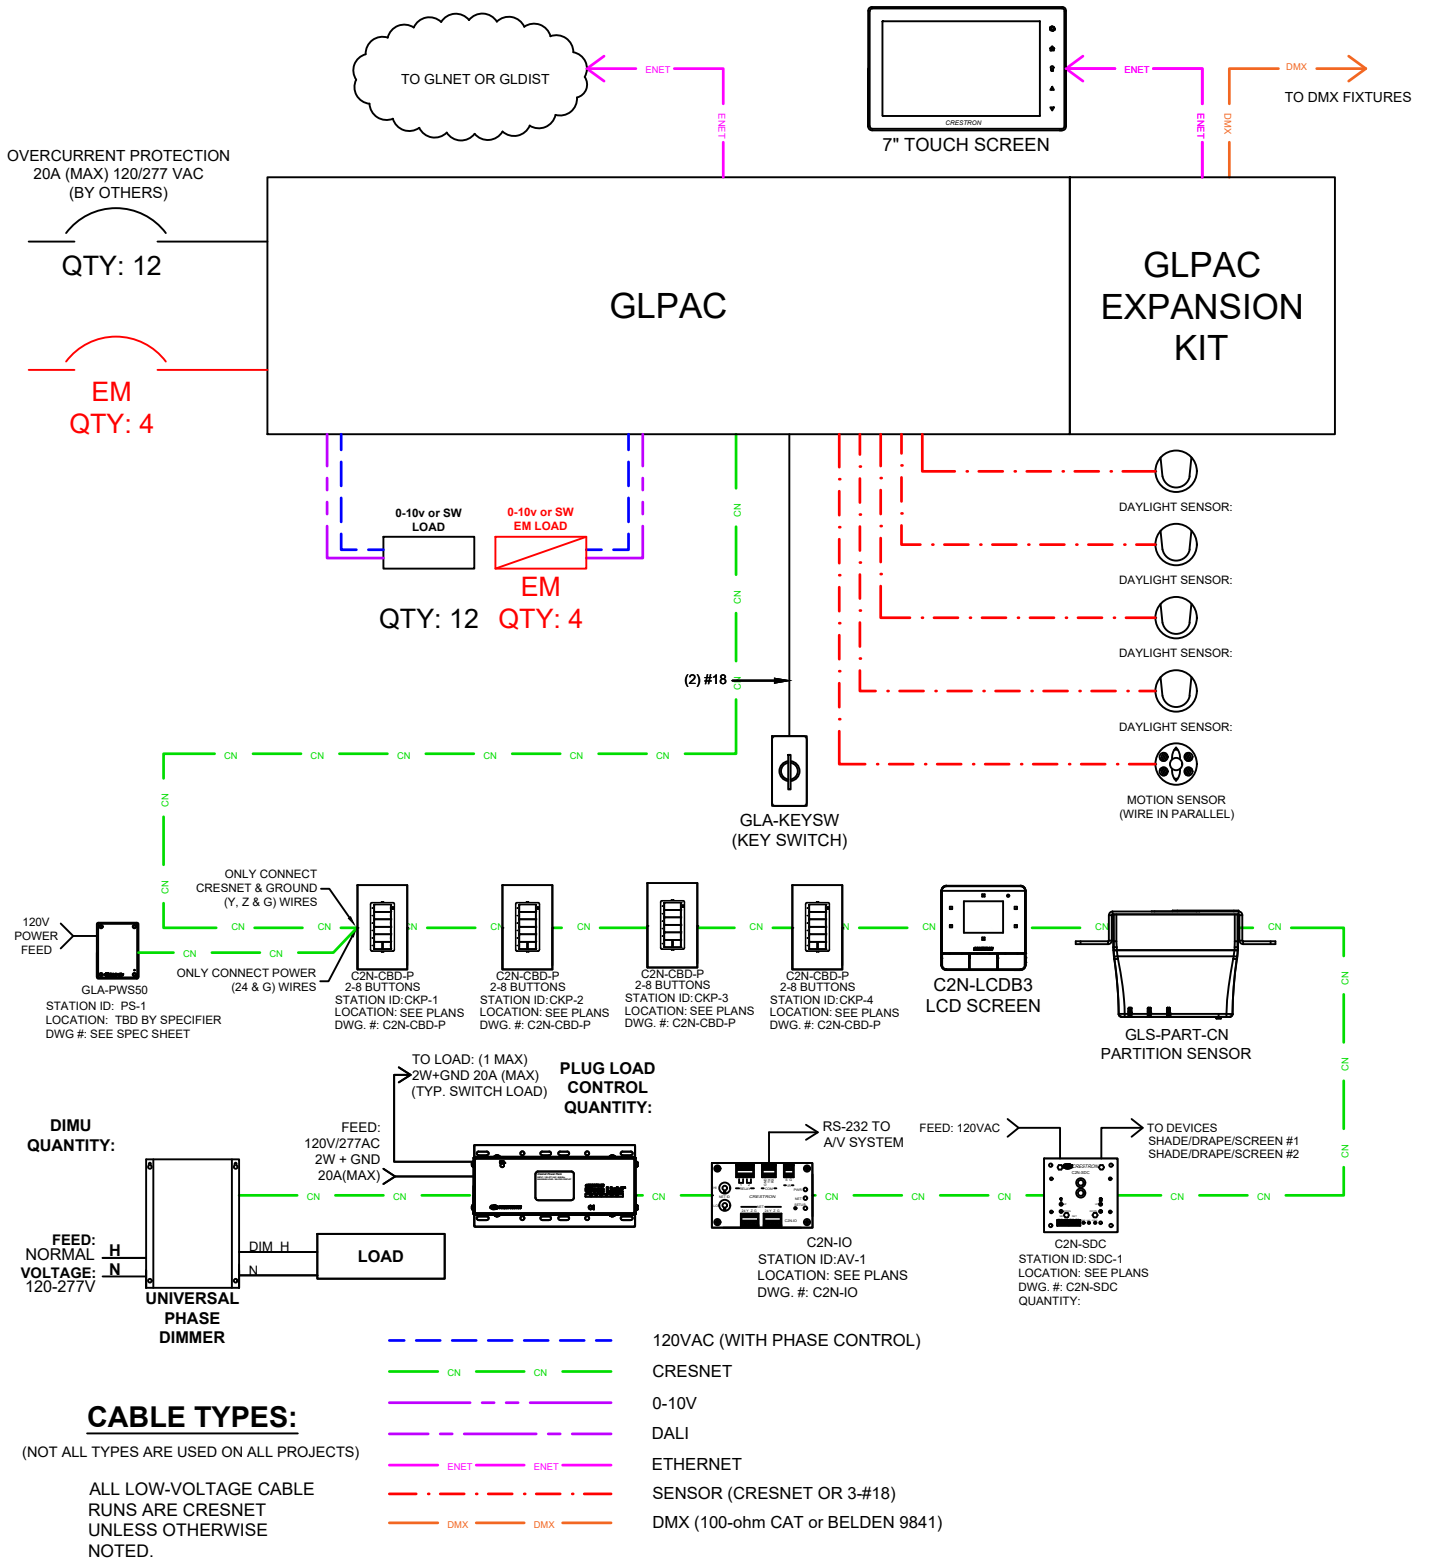 TO GLNET OR GLDIST
ENET
ENET
CRESTRON
7" TOUCH SCREEN
ENET
ENET
DMX
DMX
TO DMX FIXTURES
OVERCURRENT PROTECTION
20A (MAX) 120/277 VAC
(BY OTHERS)
QTY: 12
EM
QTY: 4
GLPAC
GLPAC
EXPANSION
KIT
0-10v or SW
LOAD
0-10v or SW
EM LOAD
QTY: 12
EM
QTY: 4
CN
CN
CN
(2) #18
DAYLIGHT SENSOR:
DAYLIGHT SENSOR:
DAYLIGHT SENSOR:
DAYLIGHT SENSOR:
MOTION SENSOR
(WIRE IN PARALLEL)
GLA-KEYSW
(KEY SWITCH)
CN CN CN CN CN CN
CN
CN
ONLY CONNECT
CRESNET & GROUND
(Y, Z & G) WIRES
120V
POWER
FEED
CN CN CN CN CN CN CN CN CN
CN CN
ONLY CONNECT POWER
(24 & G) WIRES
GLA-PWS50
STATION ID: PS-1
LOCATION: TBD BY SPECIFIER
DWG #: SEE SPEC SHEET
C2N-CBD-P
2-8 BUTTONS
STATION ID:CKP-1
LOCATION: SEE PLANS
DWG. #: C2N-CBD-P
C2N-CBD-P
2-8 BUTTONS
STATION ID:CKP-2
LOCATION: SEE PLANS
DWG. #: C2N-CBD-P
C2N-CBD-P
2-8 BUTTONS
STATION ID:CKP-3
LOCATION: SEE PLANS
DWG. #: C2N-CBD-P
C2N-CBD-P
2-8 BUTTONS
STATION ID:CKP-4
LOCATION: SEE PLANS
DWG. #: C2N-CBD-P
C2N-LCDB3
LCD SCREEN
GLS-PART-CN
PARTITION SENSOR
CN
CN
TO LOAD: (1 MAX)
2W+GND 20A (MAX)
(TYP. SWITCH LOAD)
PLUG LOAD
CONTROL
QUANTITY:
FEED:
120V/277AC
2W + GND
20A(MAX)
DIMU
QUANTITY:
RS-232 TO
A/V SYSTEM
FEED: 120VAC
TO DEVICES
SHADE/DRAPE/SCREEN #1
SHADE/DRAPE/SCREEN #2
CN CN CN CN CN CN CN CN
CRESTRON
C2N-IO
CRESTRON
C2N-SDC
C2N-IO
STATION ID:AV-1
LOCATION: SEE PLANS
DWG. #: C2N-IO
C2N-SDC
STATION ID:SDC-1
LOCATION: SEE PLANS
DWG. #: C2N-SDC
QUANTITY:
FEED:
NORMAL
VOLTAGE:
120-277V
H
N
DIM H
N
LOAD
UNIVERSAL
PHASE
DIMMER
CABLE TYPES:
(NOT ALL TYPES ARE USED ON ALL PROJECTS)
ALL LOW-VOLTAGE CABLE
RUNS ARE CRESNET
UNLESS OTHERWISE
NOTED.
120VAC (WITH PHASE CONTROL)
CN CN CRESNET
0-10V
DALI
ENET ENET ETHERNET
SENSOR (CRESNET OR 3-#18)
DMX DMX DMX (100-ohm CAT or BELDEN 9841)